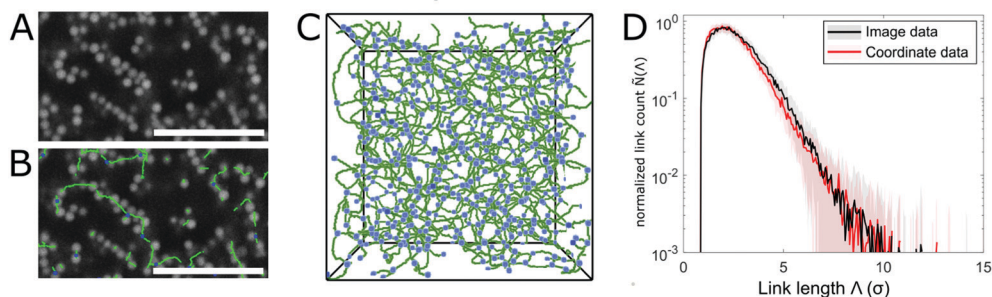 A
B
C
D
normalized link count Ñ(Λ)
10⁰
10⁻¹
10⁻²
10⁻³
0
5
10
15
Link length Λ (σ)
Image data
Coordinate data